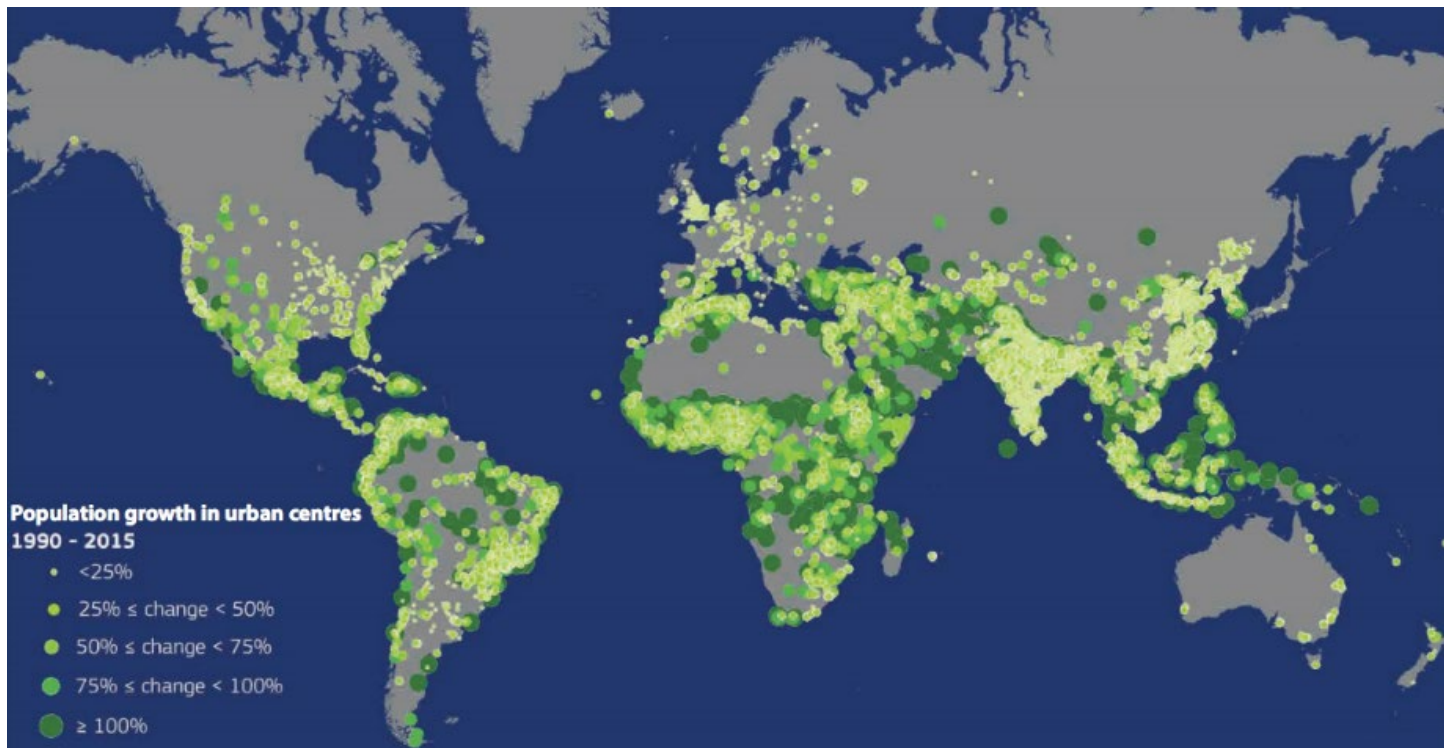 Population growth in urban centres
1990 - 2015
<25%
25% ≤ change < 50%
50% ≤ change < 75%
75% ≤ change < 100%
≥ 100%